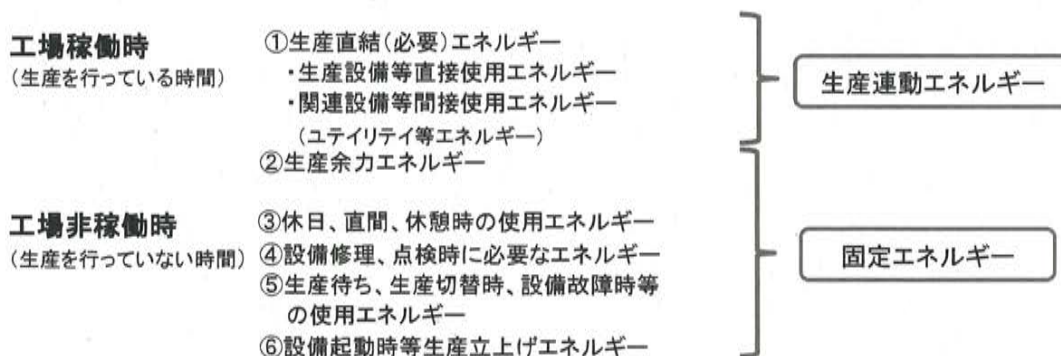 工場稼働時
(生産を行っている時間)
①生産直結(必要)エネルギー
・生産設備等直接使用エネルギー
・関連設備等間接使用エネルギー
(ユテイリテイ等エネルギー)
②生産余力エネルギー
生産連動エネルギー
工場非稼働時
(生産を行っていない時間)
③休日、直間、休憩時の使用エネルギー
④設備修理、点検時に必要なエネルギー
⑤生産待ち、生産切替時、設備故障時等
の使用エネルギー
⑥設備起動時等生産立上げエネルギー
固定エネルギー